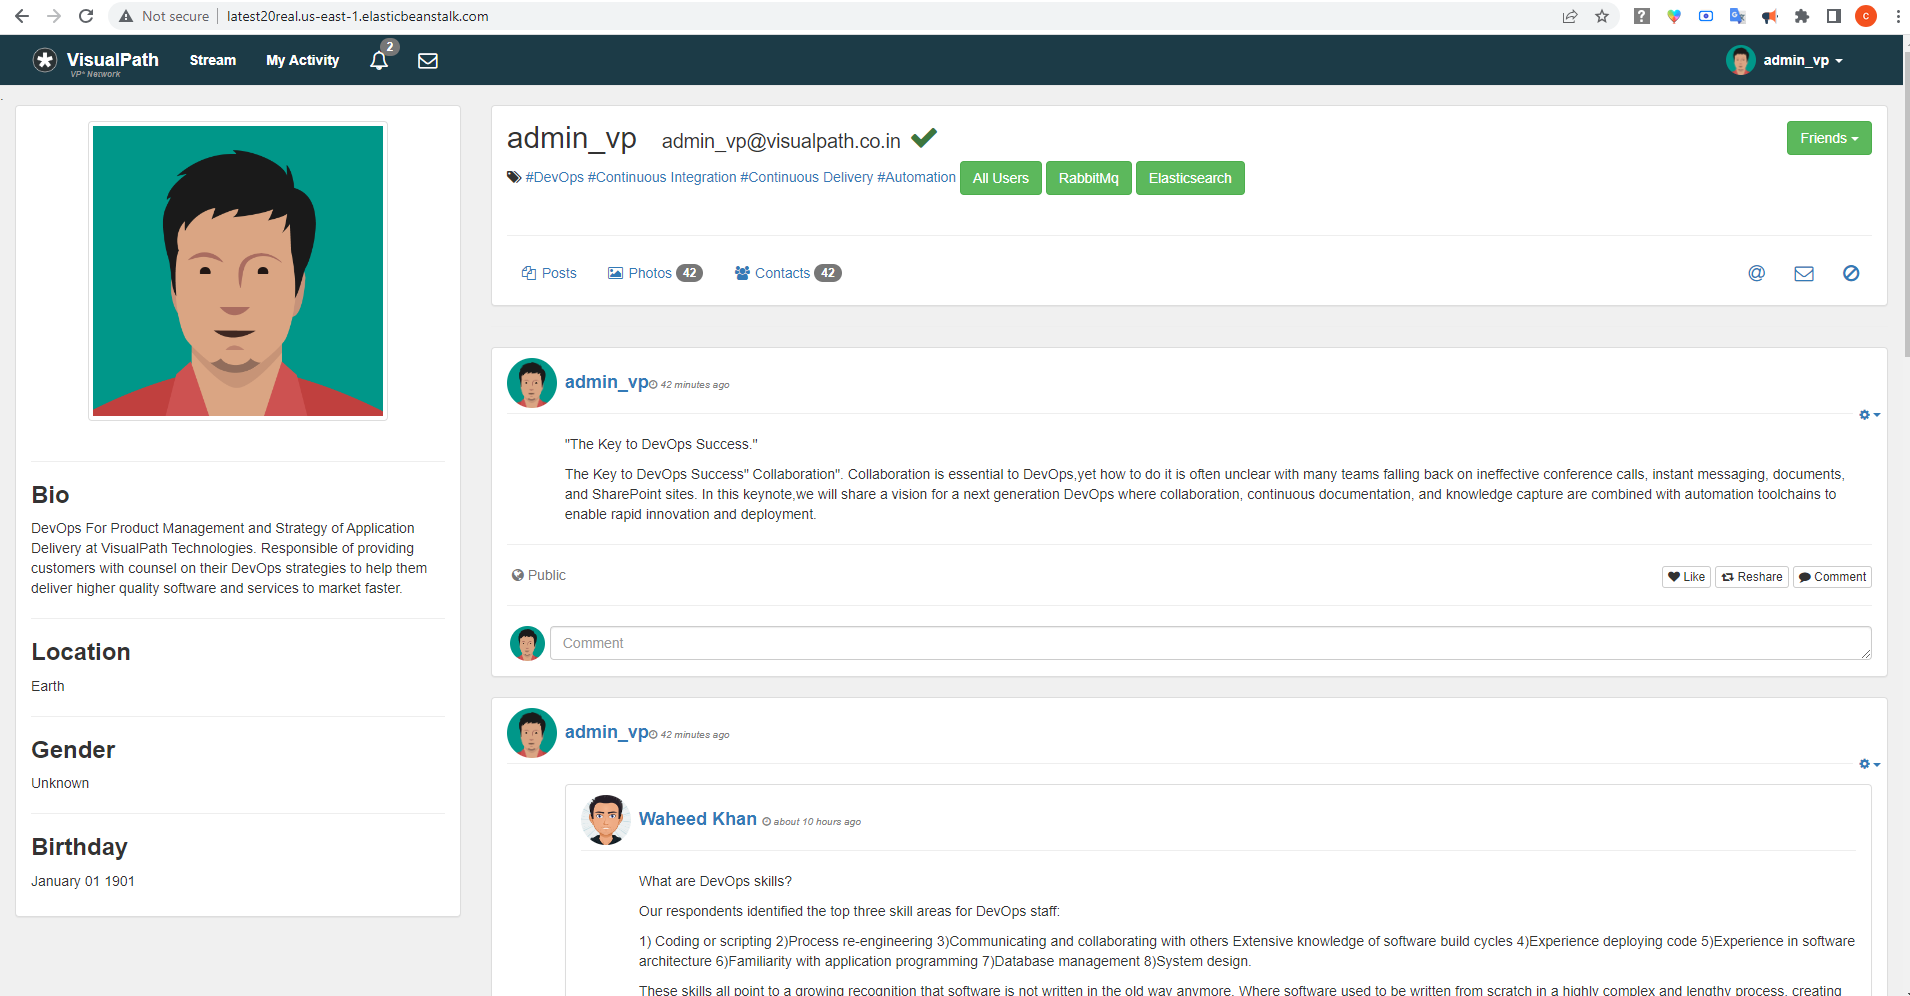 Not secure | latest20real.us-east-1.elasticbeanstalk.com
VisualPath
VP* Network
Stream
My Activity
2
admin_vp
admin_vp admin_vp@visualpath.co.in
Friends
#DevOps #Continuous Integration #Continuous Delivery #Automation All Users RabbitMq Elasticsearch
Posts Photos 42 Contacts 42
@
Bio
DevOps For Product Management and Strategy of Application
Delivery at VisualPath Technologies. Responsible of providing
customers with counsel on their DevOps strategies to help them
deliver higher quality software and services to market faster.
Location
Earth
Gender
Unknown
Birthday
January 01 1901
admin_vp 42 minutes ago
"The Key to DevOps Success."
The Key to DevOps Success" Collaboration". Collaboration is essential to DevOps,yet how to do it is often unclear with many teams falling back on ineffective conference calls, instant messaging, documents,
and SharePoint sites. In this keynote,we will share a vision for a next generation DevOps where collaboration, continuous documentation, and knowledge capture are combined with automation toolchains to
enable rapid innovation and deployment.
Public
Like Reshare Comment
Comment
admin_vp 42 minutes ago
Waheed Khan about 10 hours ago
What are DevOps skills?
Our respondents identified the top three skill areas for DevOps staff:
1) Coding or scripting 2)Process re-engineering 3)Communicating and collaborating with others Extensive knowledge of software build cycles 4)Experience deploying code 5)Experience in software
architecture 6)Familiarity with application programming 7)Database management 8)System design.
These skills all point to a growing recognition that software is not written in the old way anymore. Where software used to be written from scratch in a highly complex and lengthy process, creating